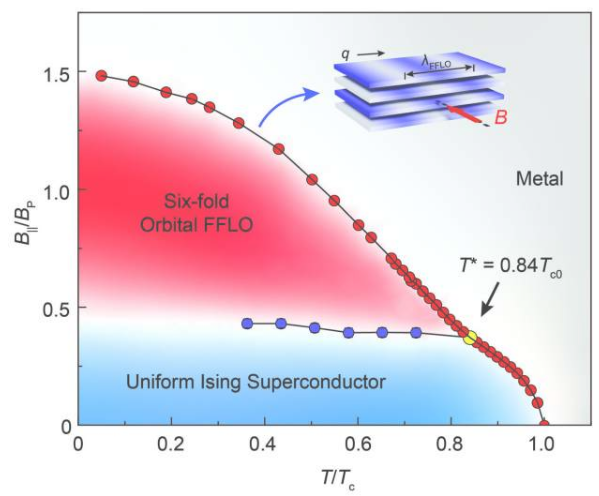 1.5
1.0
0.5
0
0
0.2
0.4
0.6
0.8
1.0
B||/BP
T/Tc
q
λFFLO
B
Metal
Six-fold
Orbital FFLO
T* = 0.84Tc0
Uniform Ising Superconductor